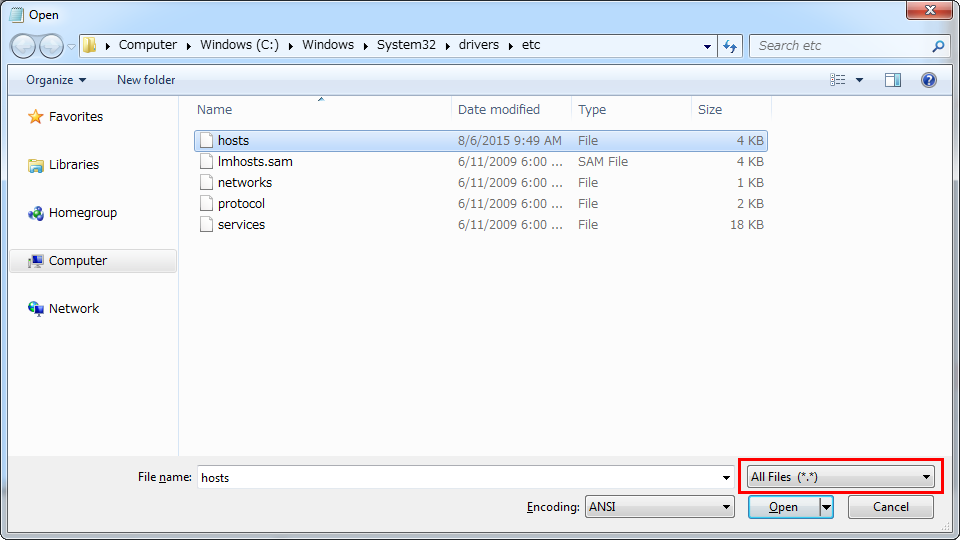 Open
Computer Windows (C:) Windows System32 drivers etc
Search etc
Organize New folder
Name Date modified Type Size
Favorites
Libraries
Homegroup
Computer
Network
hosts 8/6/2015 9:49 AM File 4 KB
lmhosts.sam 6/11/2009 6:00 ... SAM File 4 KB
networks 6/11/2009 6:00 ... File 1 KB
protocol 6/11/2009 6:00 ... File 2 KB
services 6/11/2009 6:00 ... File 18 KB
File name: hosts All Files (*.*)
Encoding: ANSI Open Cancel